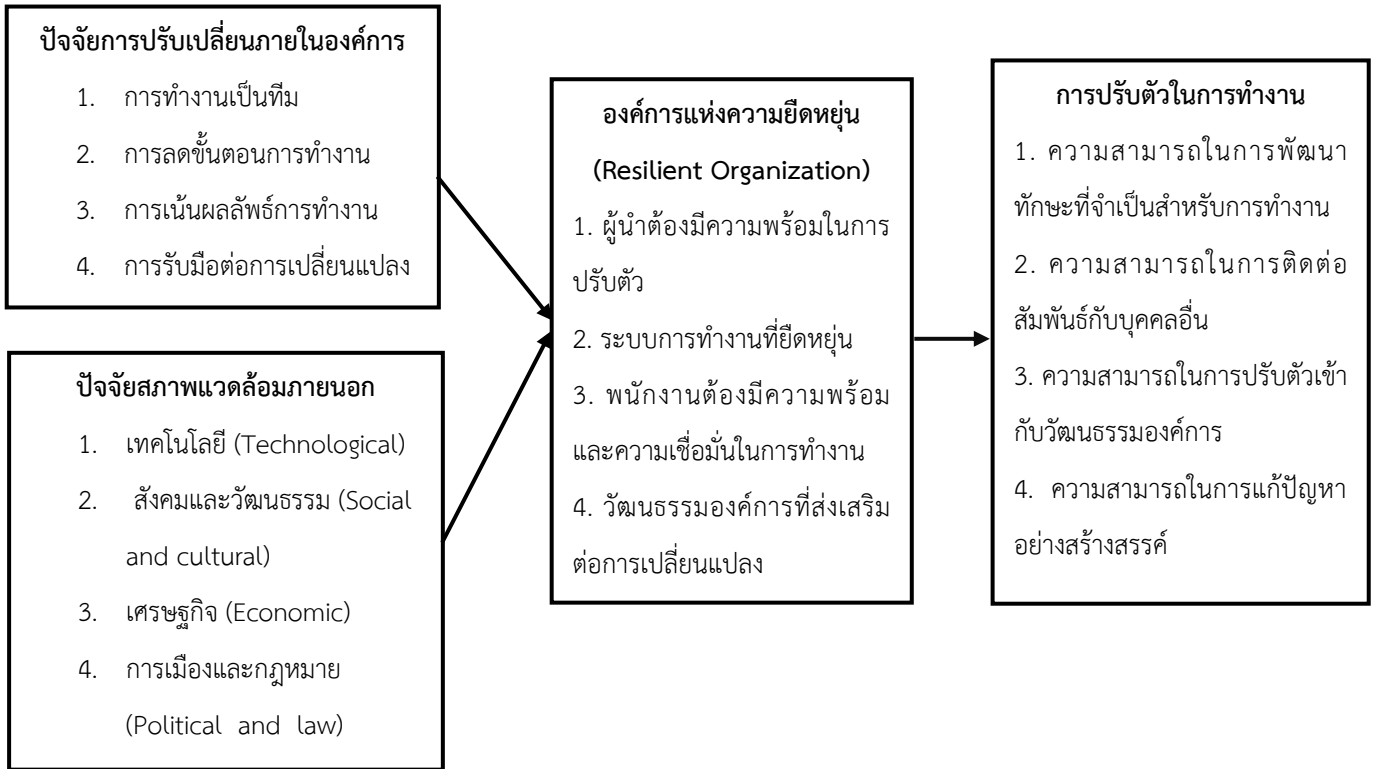 ปัจจัยการปรับเปลี่ยนภายในองค์การ
1. การทำงานเป็นทีม
2. การลดขั้นตอนการทำงาน
3. การเน้นผลลัพธ์การทำงาน
4. การรับมือต่อการเปลี่ยนแปลง
ปัจจัยสภาพแวดล้อมภายนอก
1. เทคโนโลยี (Technological)
2. สังคมและวัฒนธรรม (Social
and cultural)
3. เศรษฐกิจ (Economic)
4. การเมืองและกฎหมาย
(Political and law)
องค์การแห่งความยืดหยุ่น
(Resilient Organization)
1. ผู้นำต้องมีความพร้อมในการ
ปรับตัว
2. ระบบการทำงานที่ยืดหยุ่น
3. พนักงานต้องมีความพร้อม
และความเชื่อมั่นในการทำงาน
4. วัฒนธรรมองค์การที่ส่งเสริม
ต่อการเปลี่ยนแปลง
การปรับตัวในการทำงาน
1. ความสามารถในการพัฒนา
ทักษะที่จำเป็นสำหรับการทำงาน
2. ความสามารถในการติดต่อ
สัมพันธ์กับบุคคลอื่น
3. ความสามารถในการปรับตัวเข้า
กับวัฒนธรรมองค์การ
4. ความสามารถในการแก้ปัญหา
อย่างสร้างสรรค์